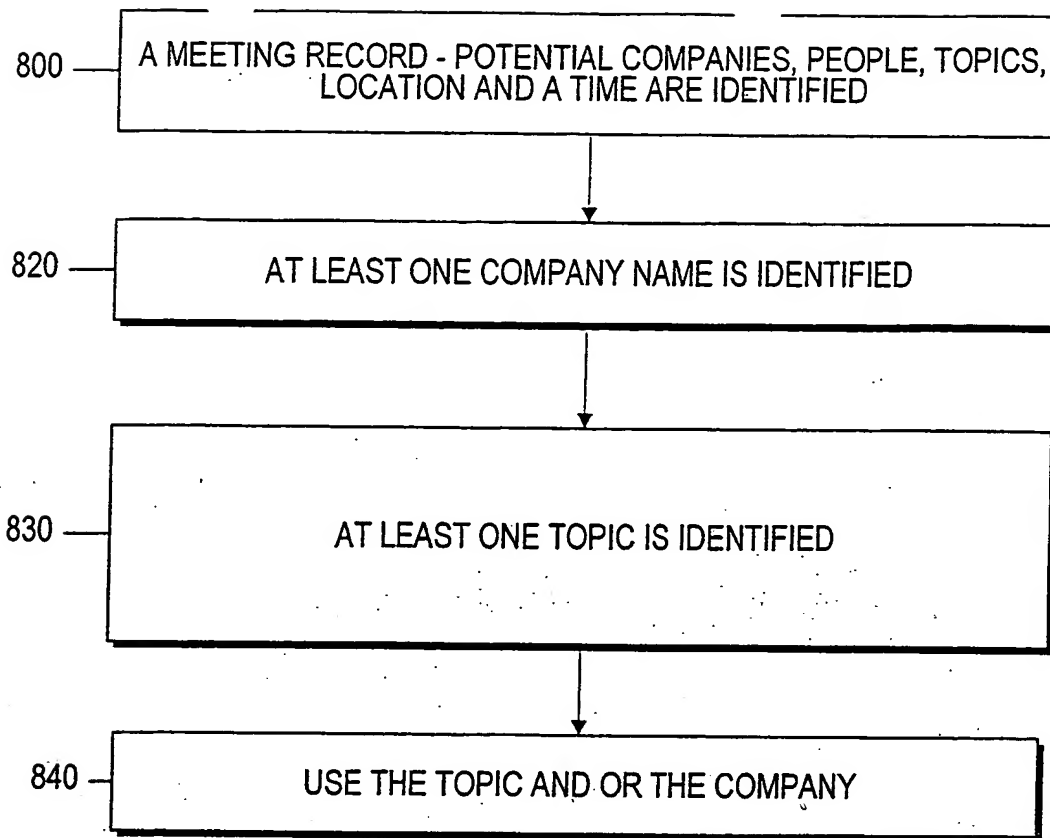 800 A MEETING RECORD - POTENTIAL COMPANIES, PEOPLE, TOPICS,
LOCATION AND A TIME ARE IDENTIFIED
820 AT LEAST ONE COMPANY NAME IS IDENTIFIED
830 AT LEAST ONE TOPIC IS IDENTIFIED
840 USE THE TOPIC AND OR THE COMPANY